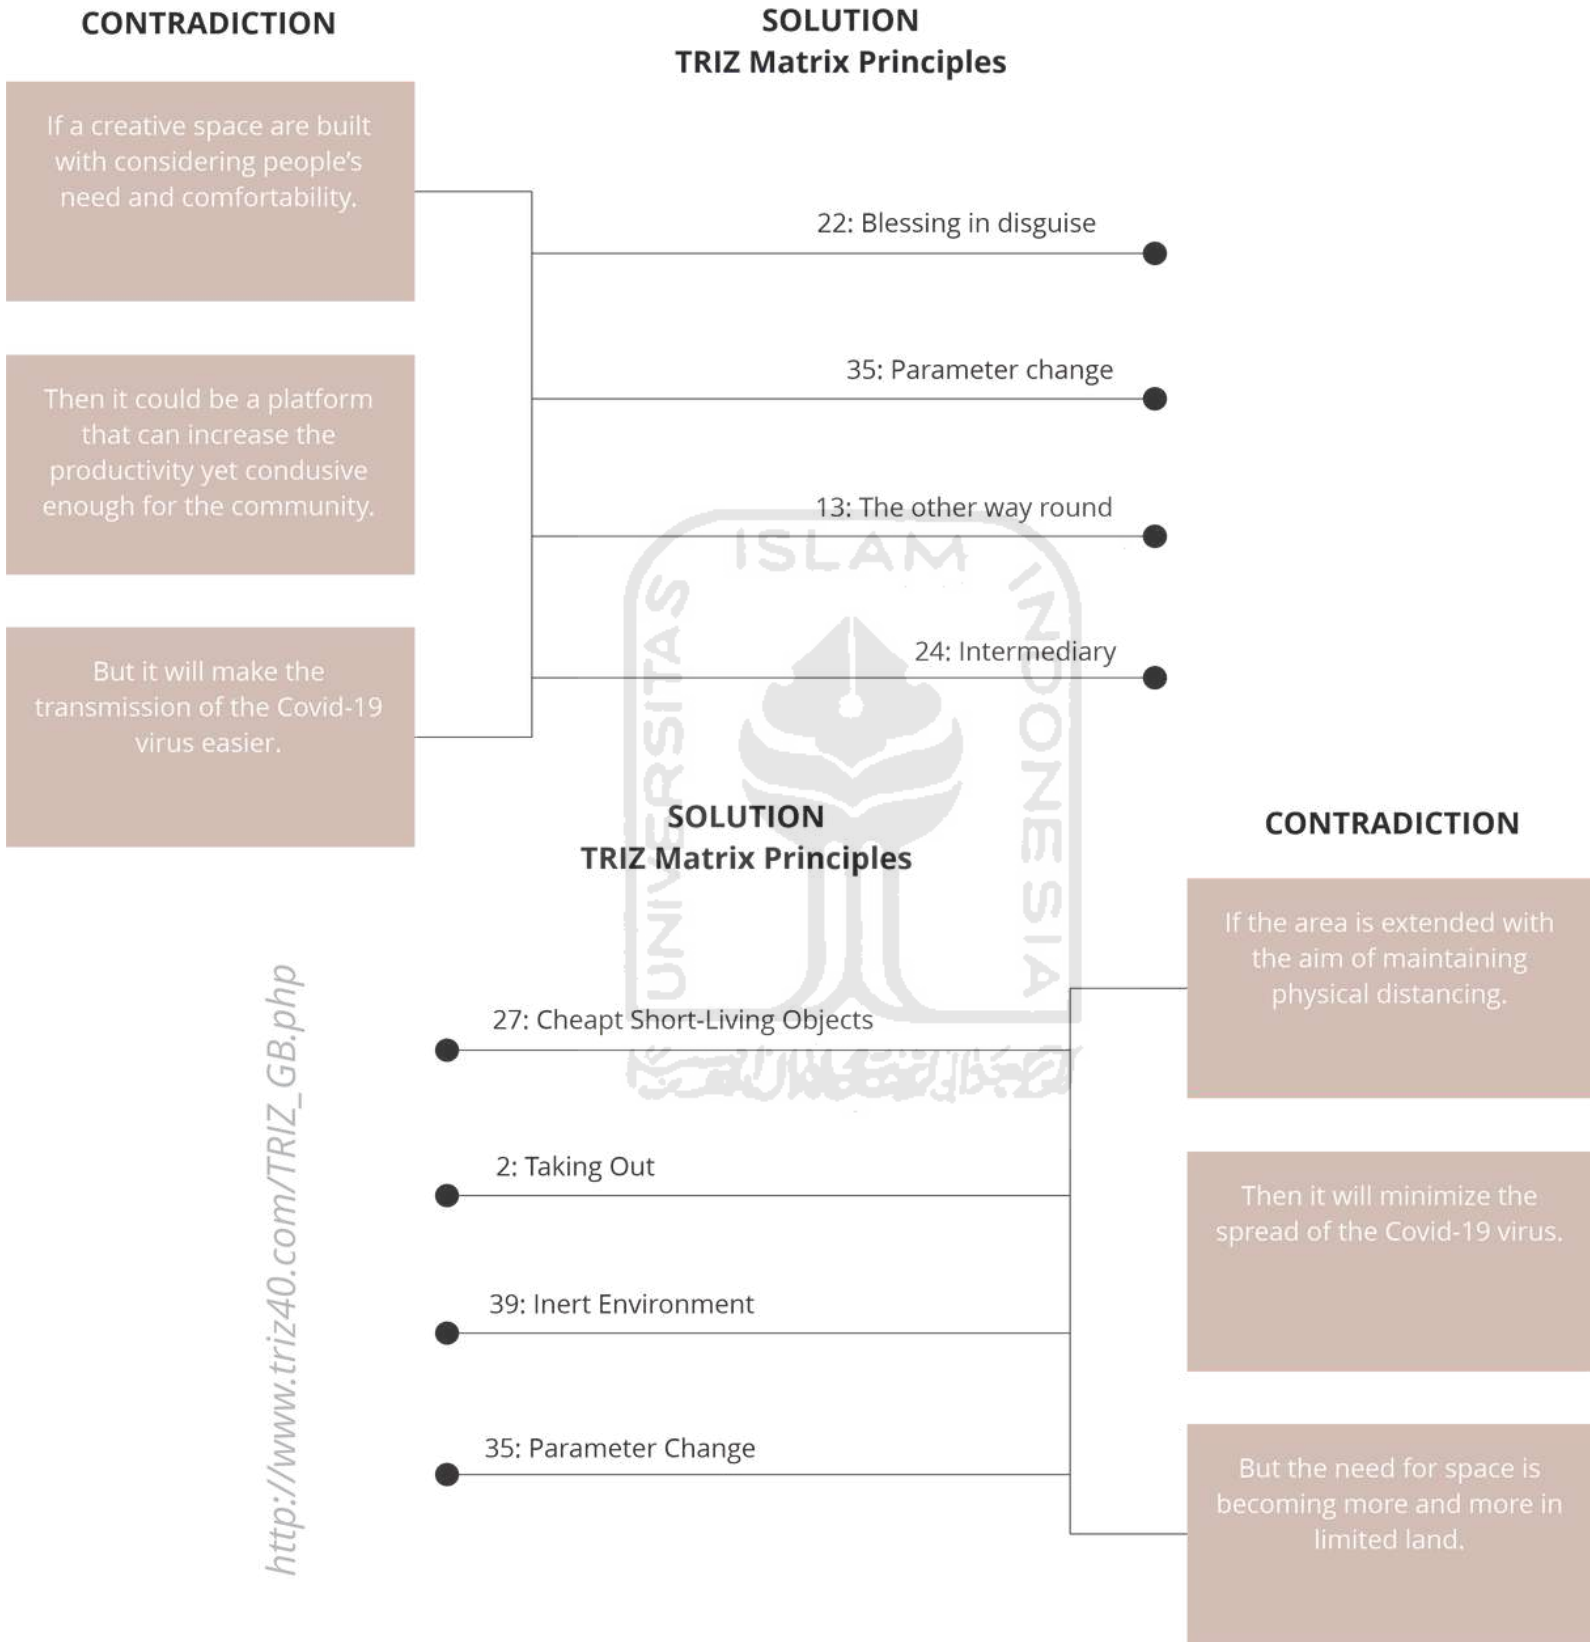 CONTRADICTION
SOLUTION
TRIZ Matrix Principles
If a creative space are built
with considering people's
need and comfortability.
Then it could be a platform
that can increase the
productivity yet condusive
enough for the community.
But it will make the
transmission of the Covid-19
virus easier.
22: Blessing in disguise
35: Parameter change
13: The other way round
24: Intermediary
UNIVERSITAS
ISLAM
INDONESIA
SOLUTION
TRIZ Matrix Principles
CONTRADICTION
27: Cheapt Short-Living Objects
2: Taking Out
39: Inert Environment
35: Parameter Change
If the area is extended with
the aim of maintaining
physical distancing.
Then it will minimize the
spread of the Covid-19 virus.
But the need for space is
becoming more and more in
limited land.
http://www.triz40.com/TRIZ_GB.php